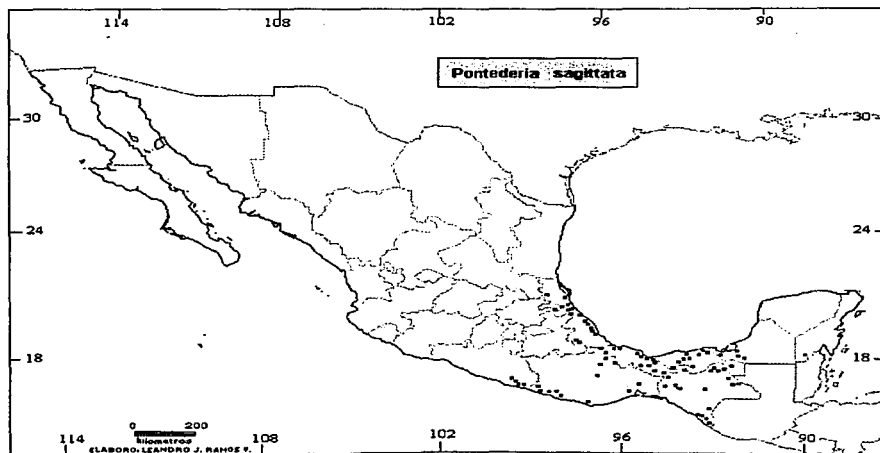 114 108 102 96 90
Pontederia sagittata
30 30
24 24
18 18
0 200
kilometros
114 108 102 96 90
ELABORO: LEANDRO J. RAMOS V.